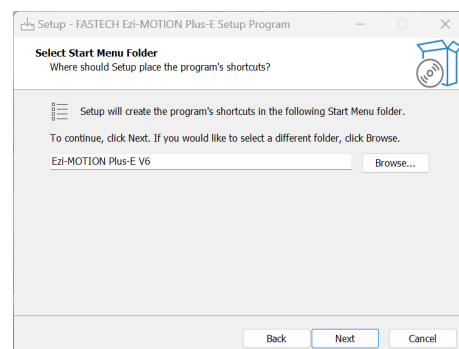 Setup - FASTECH Ezi-MOTION Plus-E Setup Program
Select Start Menu Folder
Where should Setup place the program's shortcuts?
Setup will create the program's shortcuts in the following Start Menu folder.
To continue, click Next. If you would like to select a different folder, click Browse.
Ezi-MOTION Plus-E V6
Browse...
Back
Next
Cancel